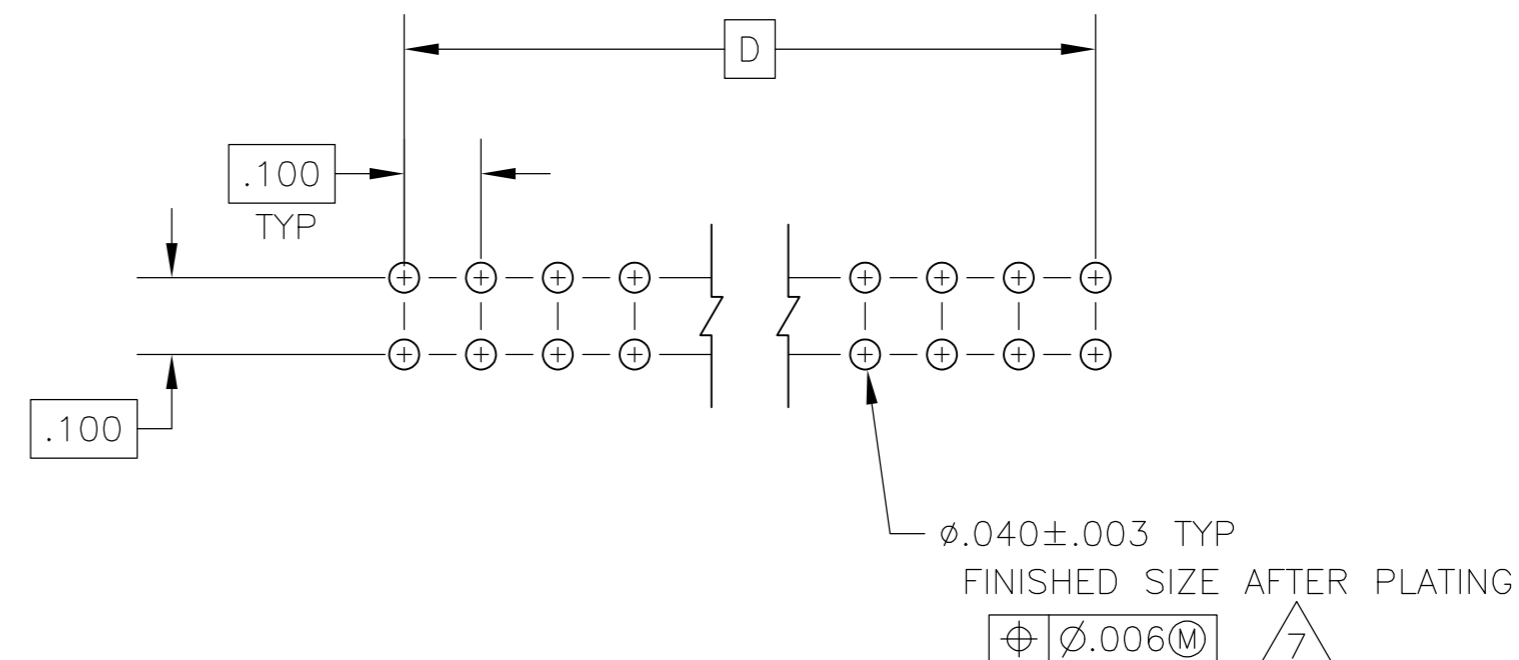 D
.100
TYP
.100
⌀.040±.003 TYP
FINISHED SIZE AFTER PLATING
⌖ ⌀.006Ⓜ 7